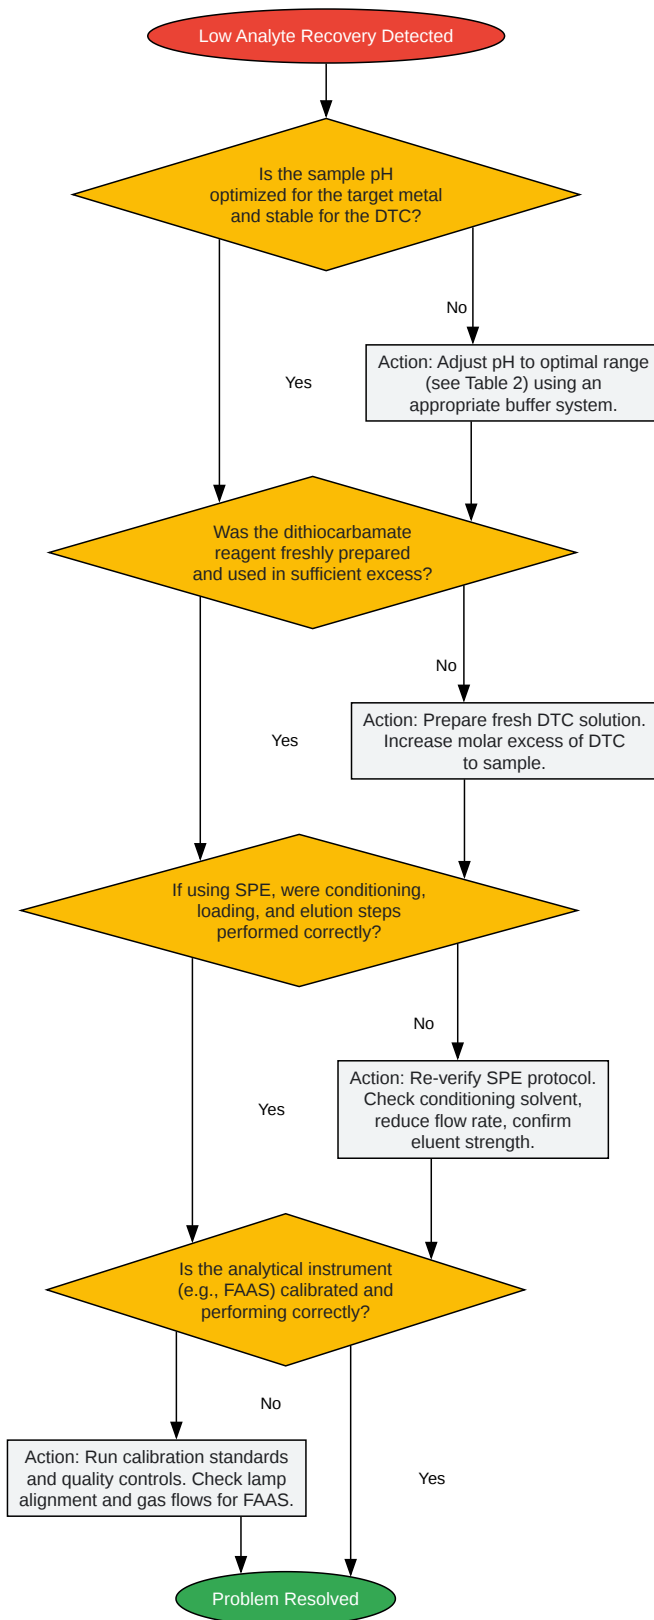 Low Analyte Recovery Detected
Is the sample pH
optimized for the target metal
and stable for the DTC?
No
Yes
Action: Adjust pH to optimal range
(see Table 2) using an
appropriate buffer system.
Was the dithiocarbamate
reagent freshly prepared
and used in sufficient excess?
No
Yes
Action: Prepare fresh DTC solution.
Increase molar excess of DTC
to sample.
If using SPE, were conditioning,
loading, and elution steps
performed correctly?
No
Yes
Action: Re-verify SPE protocol.
Check conditioning solvent,
reduce flow rate, confirm
eluent strength.
Is the analytical instrument
(e.g., FAAS) calibrated and
performing correctly?
No
Yes
Action: Run calibration standards
and quality controls. Check lamp
alignment and gas flows for FAAS.
Problem Resolved